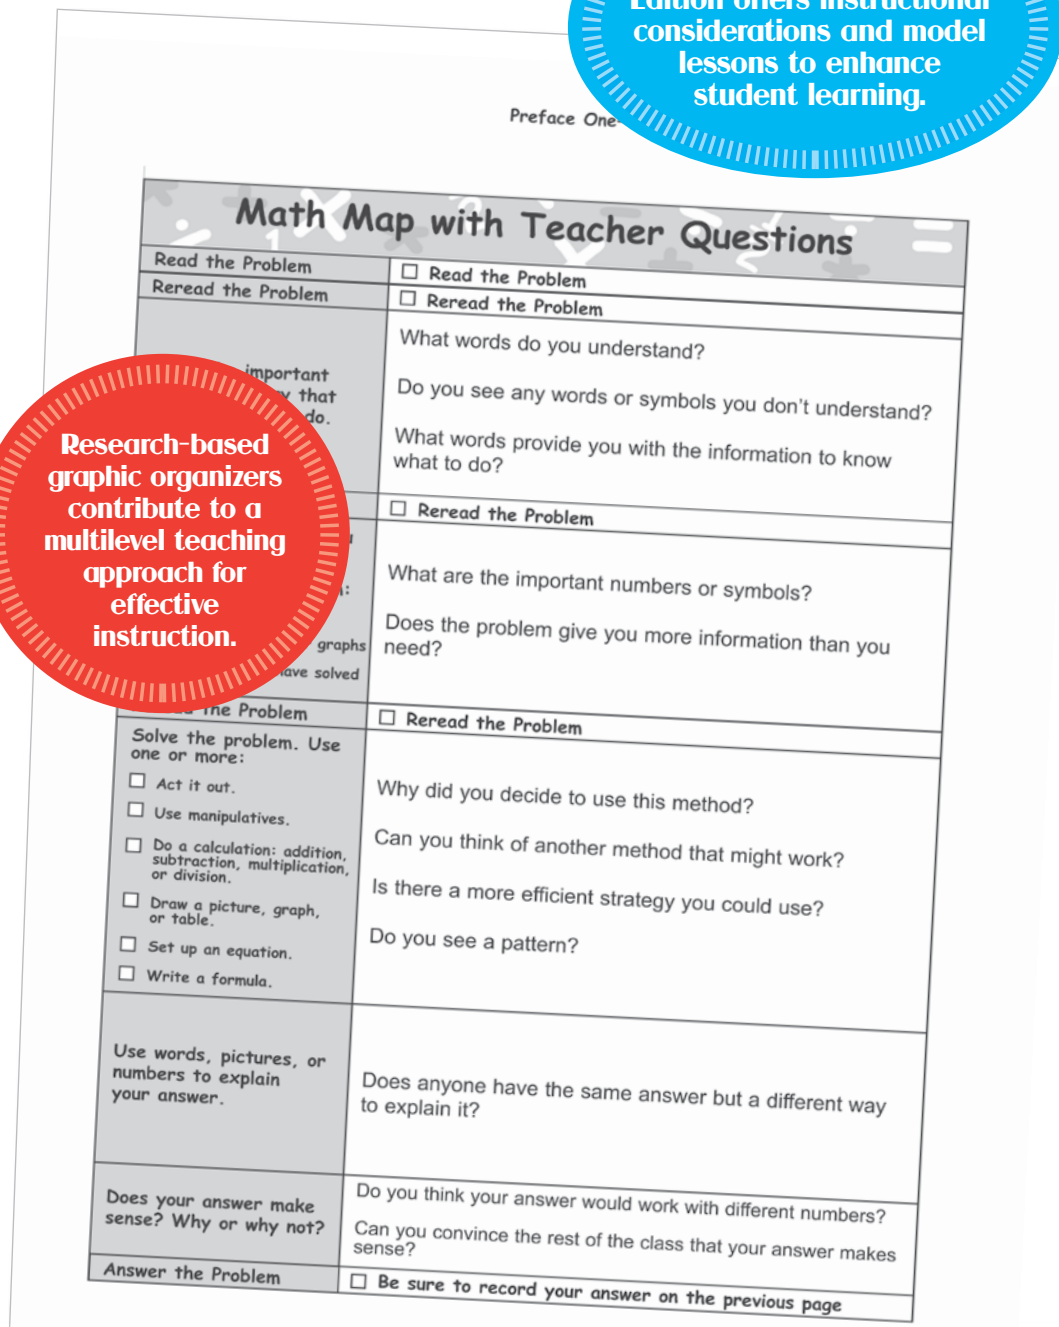 Edition offers instructional
considerations and model
lessons to enhance
student learning.
Preface One-
Math Map with Teacher Questions
Read the Problem
Read the Problem
Reread the Problem
Reread the Problem
important
that
do.
What words do you understand?
Do you see any words or symbols you don't understand?
What words provide you with the information to know
what to do?
Research-based
graphic organizers
contribute to a
multilevel teaching
approach for
effective
instruction.
Reread the Problem
graphs
have solved
What are the important numbers or symbols?
Does the problem give you more information than you
need?
the Problem
Reread the Problem
Solve the problem. Use
one or more:
Act it out.
Use manipulatives.
Do a calculation: addition,
subtraction, multiplication,
or division.
Draw a picture, graph,
or table.
Set up an equation.
Write a formula.
Why did you decide to use this method?
Can you think of another method that might work?
Is there a more efficient strategy you could use?
Do you see a pattern?
Use words, pictures, or
numbers to explain
your answer.
Does anyone have the same answer but a different way
to explain it?
Does your answer make
sense? Why or why not?
Do you think your answer would work with different numbers?
Can you convince the rest of the class that your answer makes
sense?
Answer the Problem
Be sure to record your answer on the previous page